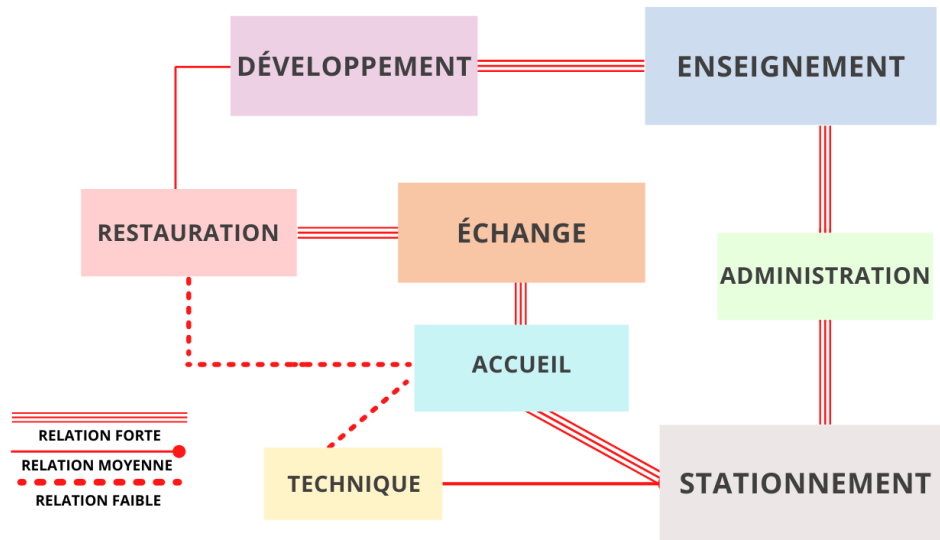 DÉVELOPPEMENT
ENSEIGNEMENT
RESTAURATION
ÉCHANGE
ADMINISTRATION
ACCUEIL
RELATION FORTE
RELATION MOYENNE
RELATION FAIBLE
TECHNIQUE
STATIONNEMENT